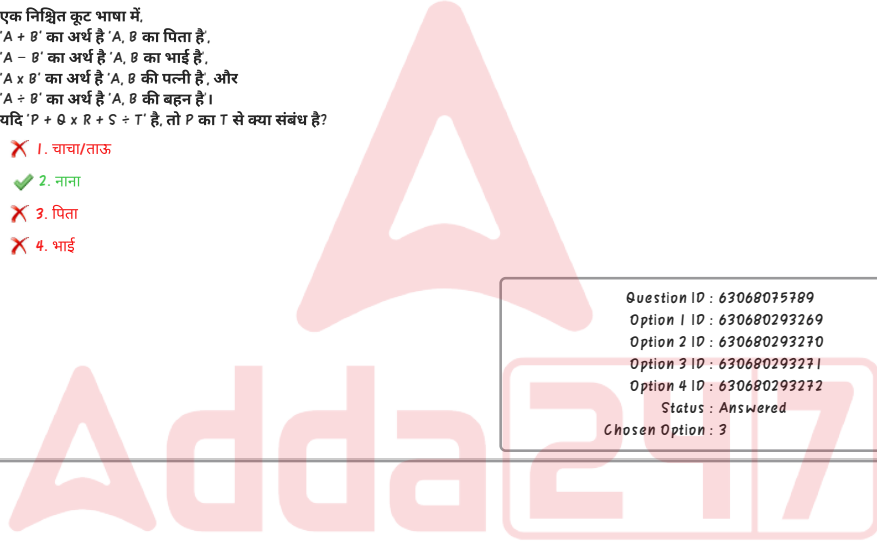 एक निश्चित कूट भाषा में,
'A + B' का अर्थ है 'A, B का पिता है',
'A – B' का अर्थ है 'A, B का भाई है',
'A x B' का अर्थ है 'A, B की पत्नी है', और
'A ÷ B' का अर्थ है 'A, B की बहन है'।
यदि 'P + Q x R + S ÷ T' है, तो P का T से क्या संबंध है?
1. चाचा/ताऊ
2. नाना
3. पिता
4. भाई
Question ID : 63068075789
Option 1 ID : 630680293269
Option 2 ID : 630680293270
Option 3 ID : 630680293271
Option 4 ID : 630680293272
Status : Answered
Chosen Option : 3
Adda247